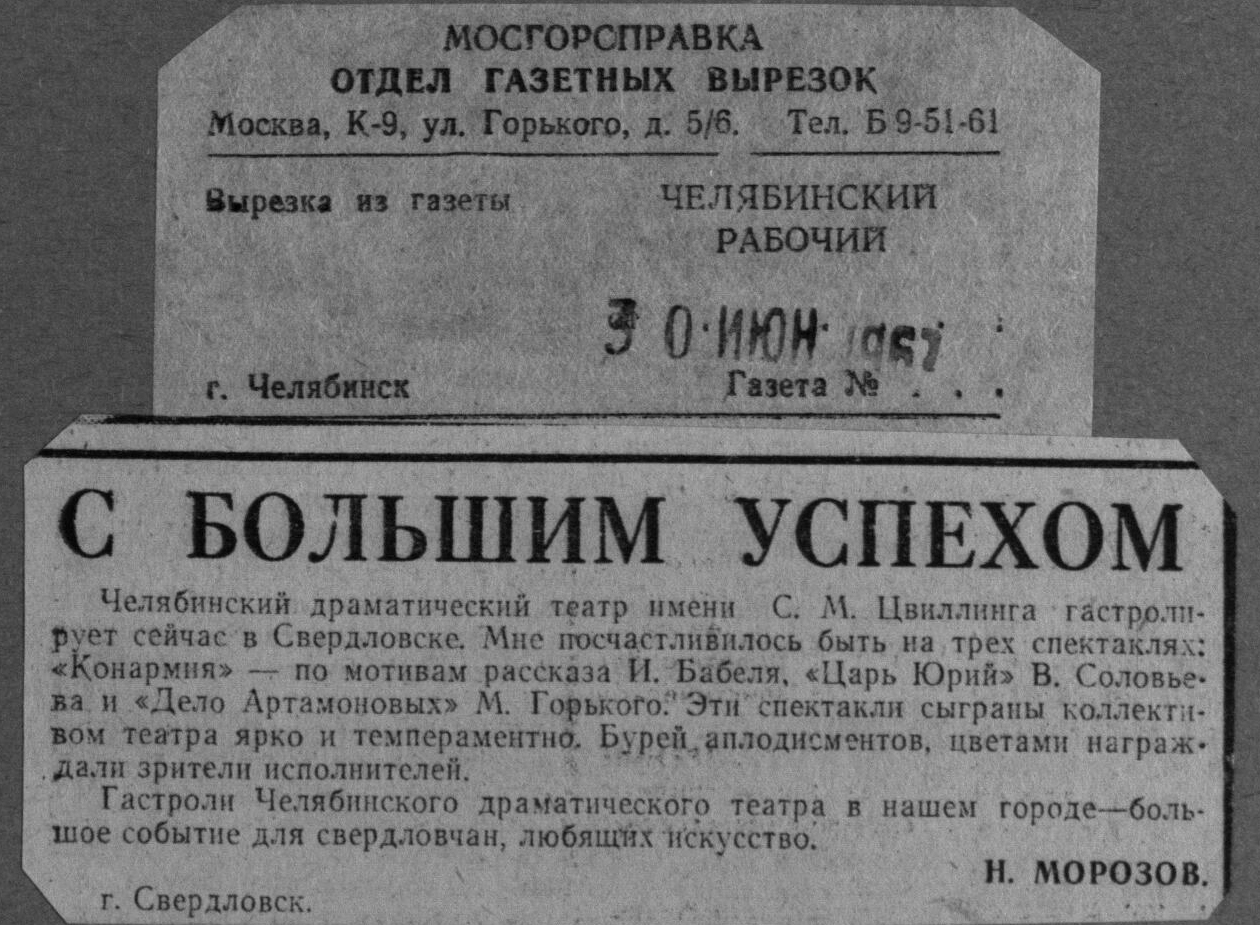 МОСГОРСПРАВКА
ОТДЕЛ ГАЗЕТНЫХ ВЫРЕЗОК
Москва, К-9, ул. Горького, д. 5/6. Тел. Б 9-51-61
Вырезка из газеты ЧЕЛЯБИНСКИЙ
РАБОЧИЙ
30 ИЮН 1967
г. Челябинск Газета № . . .
С БОЛЬШИМ УСПЕХОМ
Челябинский драматический театр имени С. М. Цвиллинга гастроли-
рует сейчас в Свердловске. Мне посчастливилось быть на трех спектаклях:
«Конармия» — по мотивам рассказа И. Бабеля, «Царь Юрий» В. Соловье-
ва и «Дело Артамоновых» М. Горького. Эти спектакли сыграны коллекти-
вом театра ярко и темпераментно. Бурей аплодисментов, цветами награж-
дали зрители исполнителей.
Гастроли Челябинского драматического театра в нашем городе—боль-
шое событие для свердловчан, любящих искусство.
Н. МОРОЗОВ.
г. Свердловск.